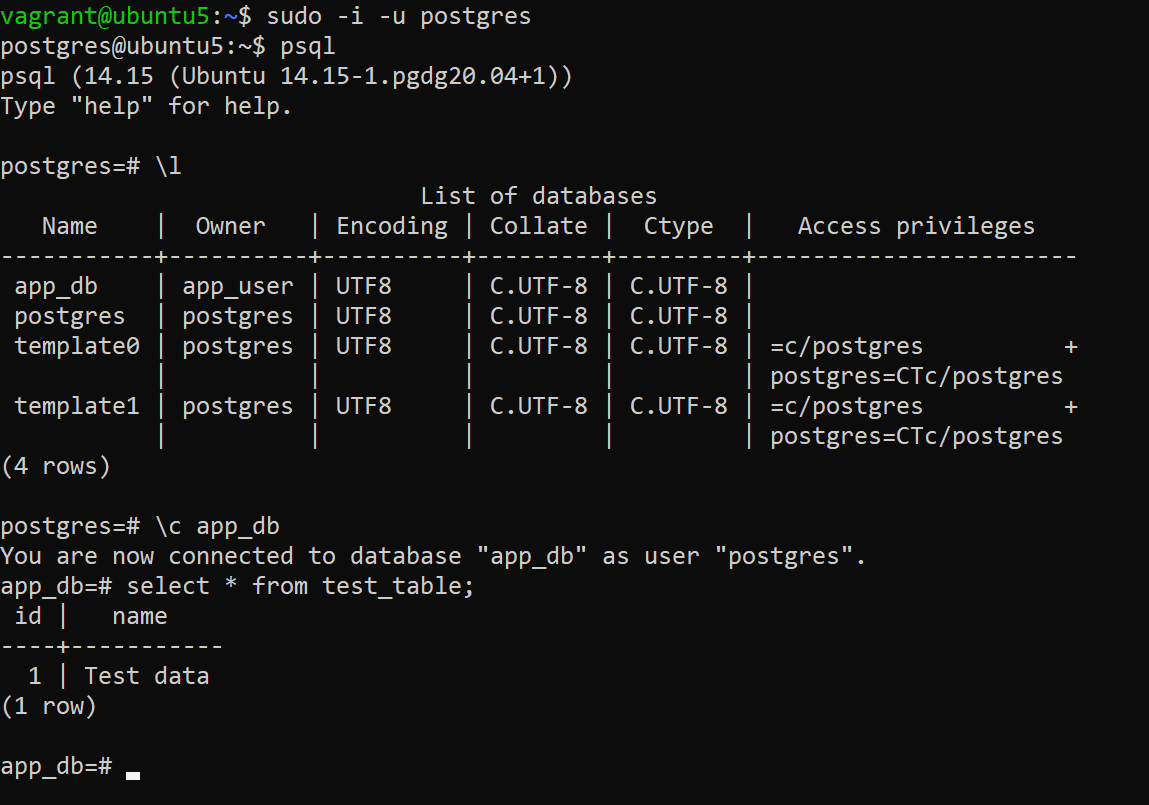 vagrant@ubuntu5:~$ sudo -i -u postgres
postgres@ubuntu5:~$ psql
psql (14.15 (Ubuntu 14.15-1.pgdg20.04+1))
Type "help" for help.

postgres=# \l
                              List of databases
   Name    |  Owner   | Encoding | Collate |  Ctype  |   Access privileges
-----------+----------+----------+---------+---------+-----------------------
 app_db    | app_user | UTF8     | C.UTF-8 | C.UTF-8 |
 postgres  | postgres | UTF8     | C.UTF-8 | C.UTF-8 |
 template0 | postgres | UTF8     | C.UTF-8 | C.UTF-8 | =c/postgres          +
           |          |          |         |         | postgres=CTc/postgres
 template1 | postgres | UTF8     | C.UTF-8 | C.UTF-8 | =c/postgres          +
           |          |          |         |         | postgres=CTc/postgres
(4 rows)

postgres=# \c app_db
You are now connected to database "app_db" as user "postgres".
app_db=# select * from test_table;
 id |   name
----+-----------
  1 | Test data
(1 row)

app_db=#